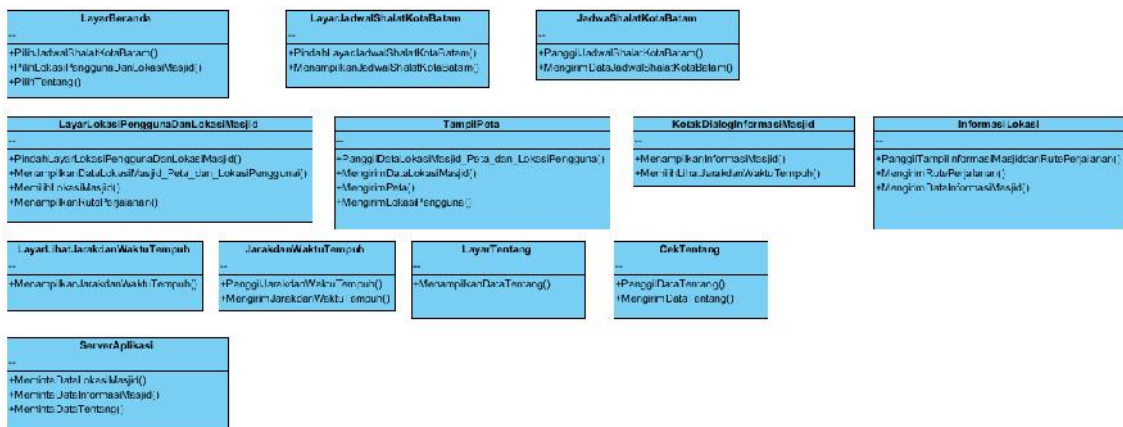 LayarBeranda
--
+PilihJadwalShalatKotaBatam()
+PilihLokasiPenggunaDanLokasiMasjid()
+PilihTentang()
LayarJadwalShalatKotaBatam
--
+PindahLayarJadwalShalatKotaBatam()
+MenampilkanJadwalShalatKotaBatam()
JadwaShalatKotaBatam
--
+PanggilJadwalShalatKotaBatam()
+MengirimDataJadwalShalatKotaBatam()
LayarLokasiPenggunaDanLokasiMasjid
--
+PindahLayarLokasiPenggunaDanLokasiMasjid()
+MenampilkanDataLokasiMasjid_Peta_dan_LokasiPengguna()
+MemilihLokasiMasjid()
+MenampilkanRutePerjalanan()
TampilPeta
--
+PanggilDataLokasiMasjid_Peta_dan_LokasiPengguna()
+MengirimDataLokasiMasjid()
+MengirimPeta()
+MengirimLokasiPengguna()
KotakDialogInformasiMasjid
--
+MenampilkanInformasiMasjid()
+MemilihLihatJarakdanWaktuTempuh()
InformasiLokasi
--
+PanggilTampilInformasiMasjiddanRutePerjalanan()
+MengirimRutePerjalanan()
+MengirimDataInformasiMasjid()
LayarLihatJarakdanWaktuTempuh
--
+MenampilkanJarakdanWaktuTempuh()
JarakdanWaktuTempuh
--
+PanggilJarakdanWaktuTempuh()
+MengirimJarakdanWaktuTempuh()
LayarTentang
--
+MenampilkanDataTentang()
CekTentang
--
+PanggilDataTentang()
+MengirimDataTentang()
ServerAplikasi
--
+MemintaDataLokasiMasjid()
+MemintaDataInformasiMasjid()
+MemintaDataTentang()